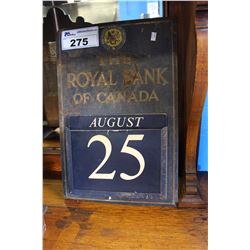 275
THE
ROYAL BANK
OF CANADA
AUGUST
25